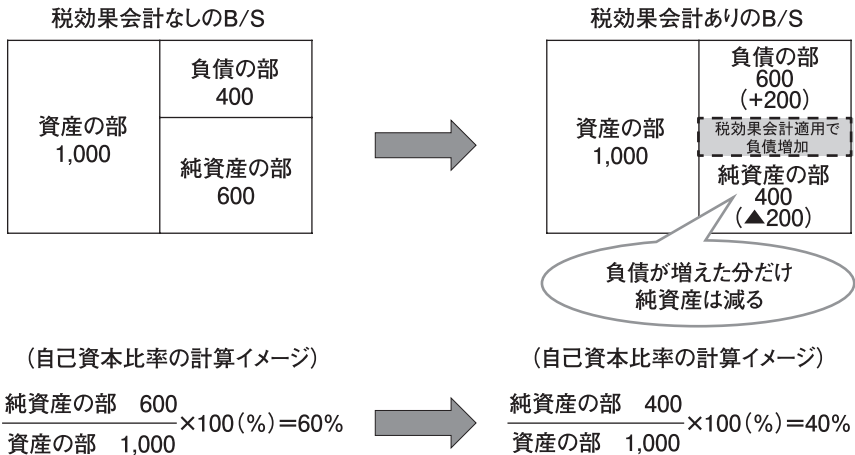 税効果会計なしのB/S
資産の部
1,000
負債の部
400
純資産の部
600
税効果会計ありのB/S
資産の部
1,000
負債の部
600
(+200)
税効果会計適用で
負債増加
純資産の部
400
(▲200)
負債が増えた分だけ
純資産は減る
(自己資本比率の計算イメージ)
純資産の部 600
資産の部 1,000
×100(%)=60%
(自己資本比率の計算イメージ)
純資産の部 400
資産の部 1,000
×100(%)=40%